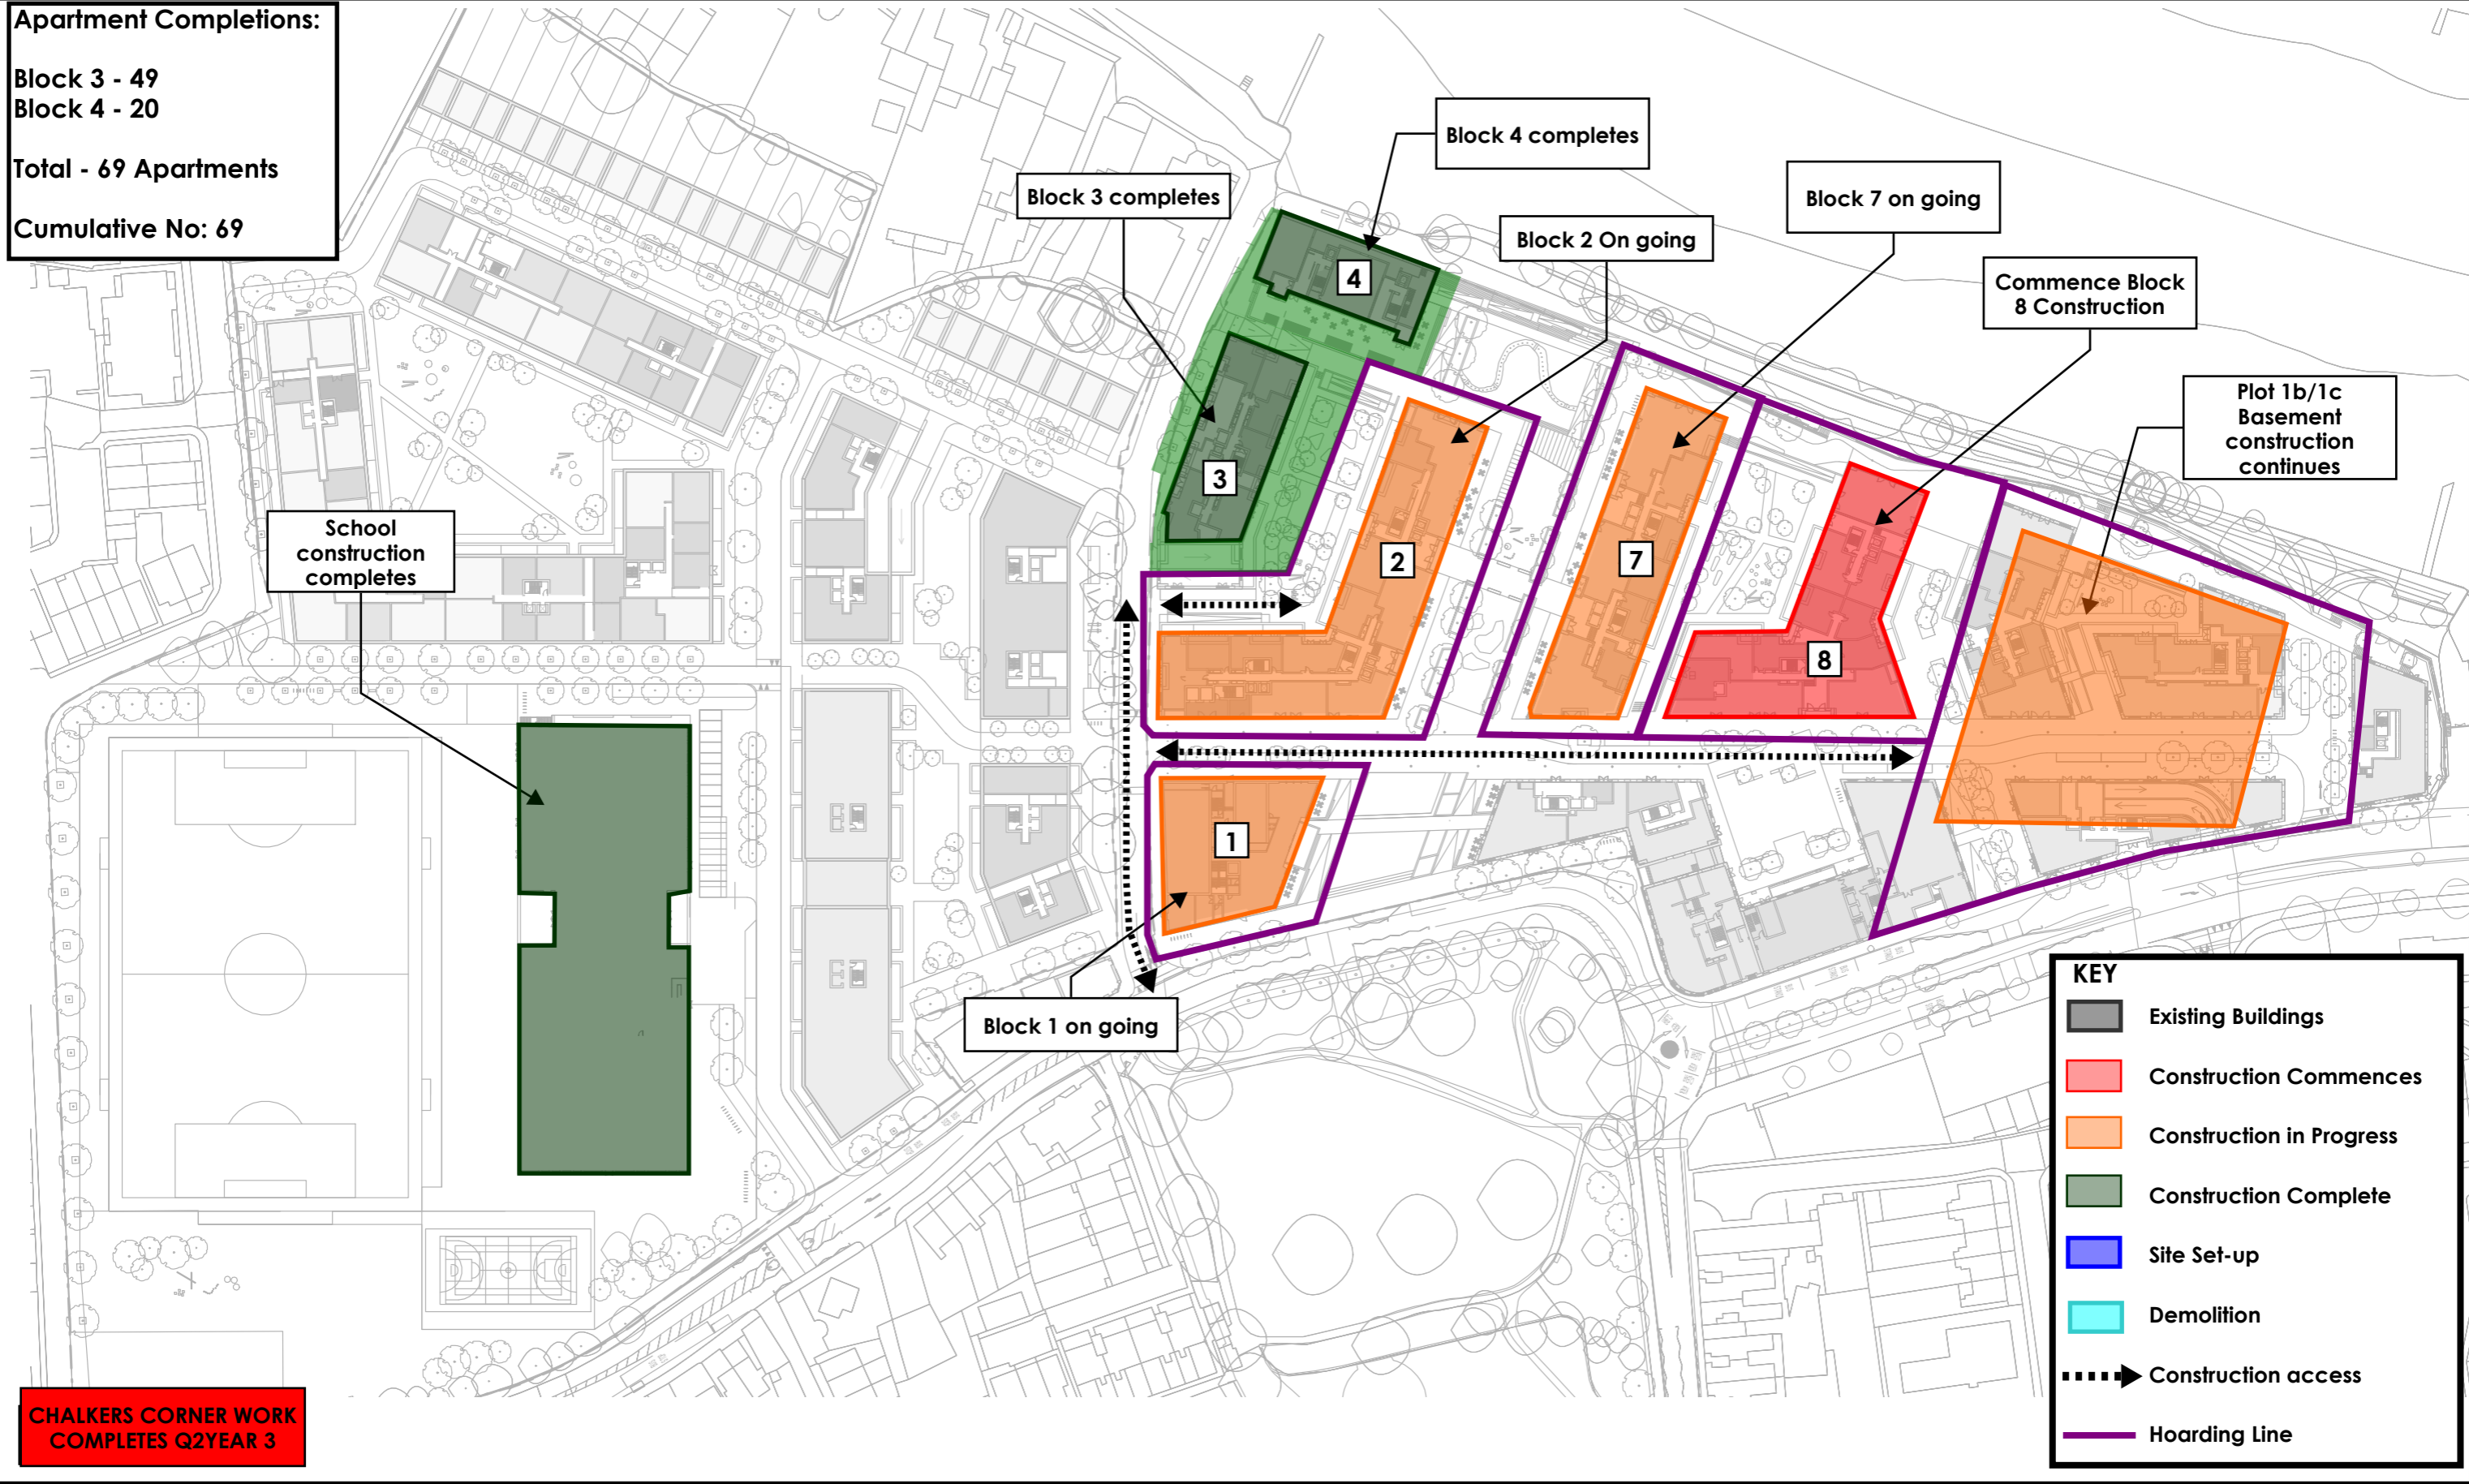 Apartment Completions:
Block 3 - 49
Block 4 - 20
Total - 69 Apartments
Cumulative No: 69
Block 4 completes
Block 3 completes
Block 7 on going
Block 2 On going
Commence Block
8 Construction
Plot 1b/1c
Basement
construction
continues
School
construction
completes
4
3
2
7
8
1
Block 1 on going
KEY
Existing Buildings
Construction Commences
Construction in Progress
Construction Complete
Site Set-up
Demolition
Construction access
Hoarding Line
CHALKERS CORNER WORK
COMPLETES Q2YEAR 3